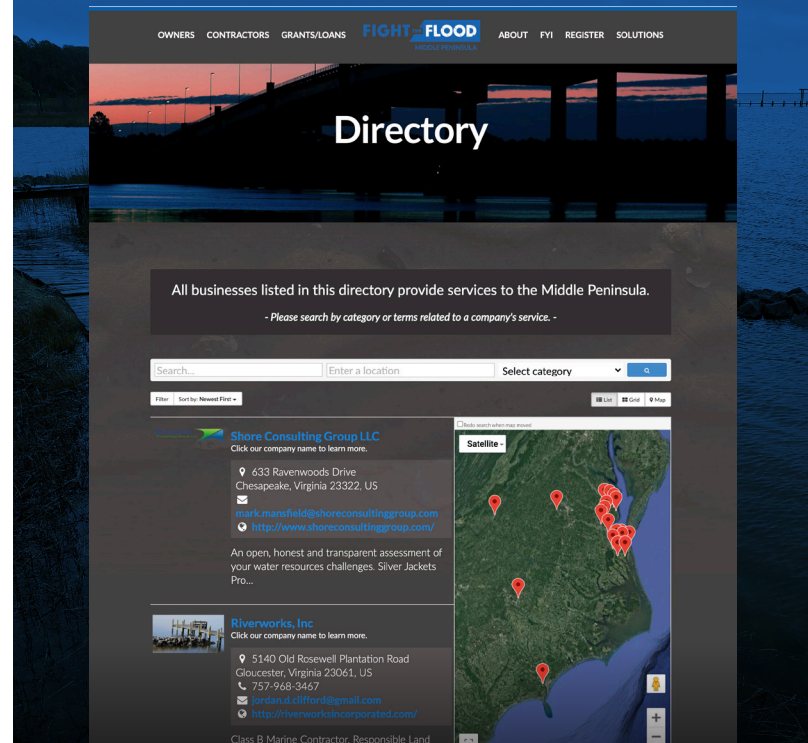 OWNERS CONTRACTORS GRANTS/LOANS FIGHT THE FLOOD ABOUT FYI REGISTER SOLUTIONS
MIDDLE PENINSULA
Directory
All businesses listed in this directory provide services to the Middle Peninsula.
- Please search by category or terms related to a company's service. -
Search... Enter a location Select category
Filter Sort by: Newest First List Grid Map
Redo search when map moved
Satellite
Shore Consulting Group LLC
Click our company name to learn more.
633 Ravenwoods Drive
Chesapeake, Virginia 23322, US
mark.mansfield@shoreconsultinggroup.com
http://www.shoreconsultinggroup.com/
An open, honest and transparent assessment of
your water resources challenges. Silver Jackets
Pro...
Riverworks, Inc
Click our company name to learn more.
5140 Old Rosewell Plantation Road
Gloucester, Virginia 23061, US
757-968-3467
jordan.d.clifford@gmail.com
http://riverworksincorporated.com/
Class B Marine Contractor, Responsible Land